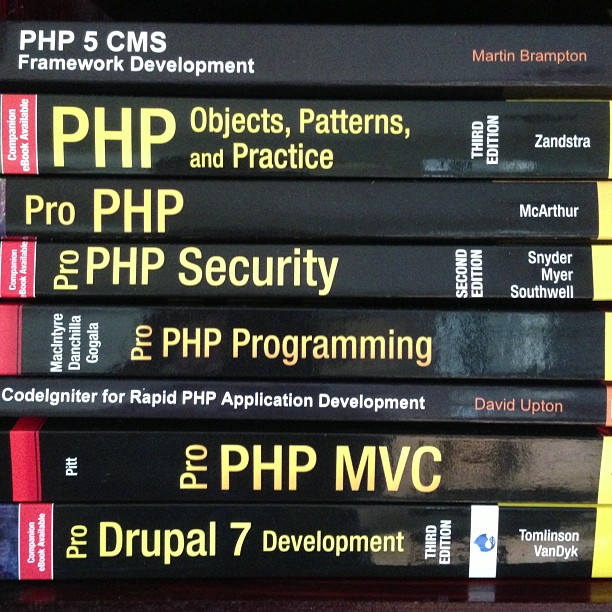 PHP 5 CMS
Framework Development
Martin Brampton
Companion
eBook Available
PHP
Objects, Patterns,
and Practice
THIRD
EDITION
Zandstra
Pro PHP
McArthur
Companion
eBook Available
Pro PHP Security
SECOND
EDITION
Snyder
Myer
Southwell
MacIntyre
Danchilla
Gogala
Pro PHP Programming
CodeIgniter for Rapid PHP Application Development
David Upton
Pitt
Pro PHP MVC
Companion
eBook Available
Pro Drupal 7 Development
THIRD
EDITION
Tomlinson
VanDyk